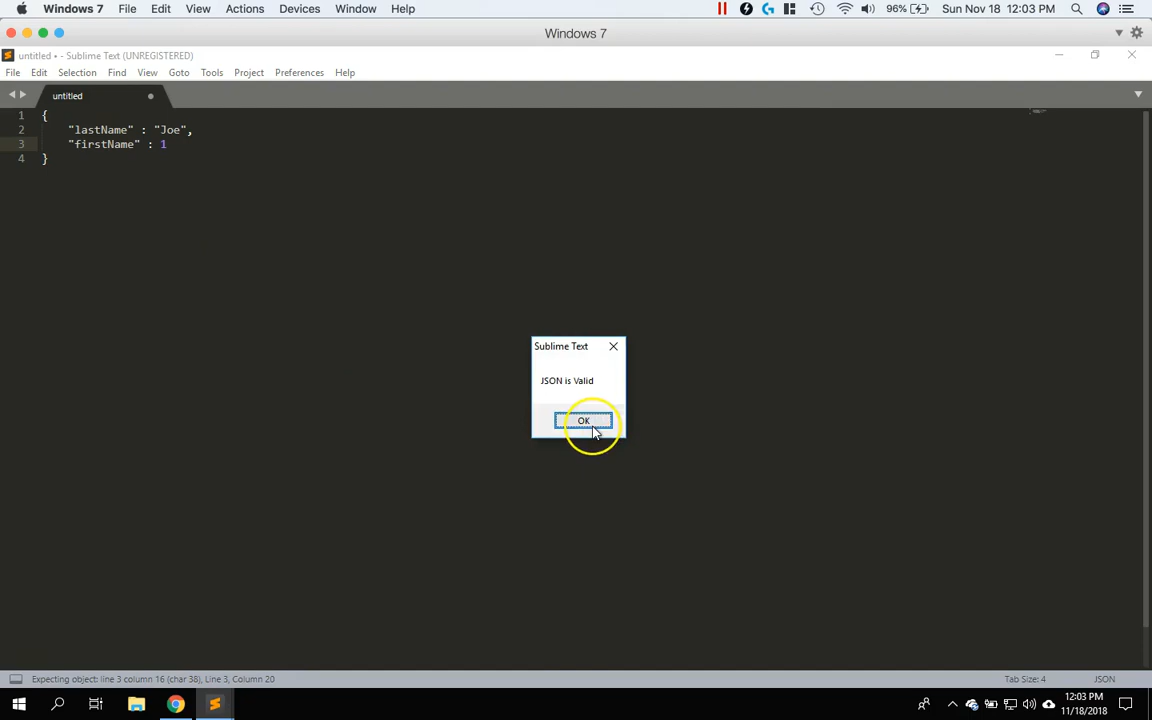 Windows 7 File Edit View Actions Devices Window Help 96% Sun Nov 18 12:03 PM
Windows 7
untitled • - Sublime Text (UNREGISTERED)
File Edit Selection Find View Goto Tools Project Preferences Help
untitled
1 {
2 "lastName" : "Joe",
3 "firstName" : 1
4 }
Sublime Text
JSON is Valid
OK
Expecting object: line 3 column 16 (char 38), Line 3, Column 20 Tab Size: 4 JSON
12:03 PM
11/18/2018